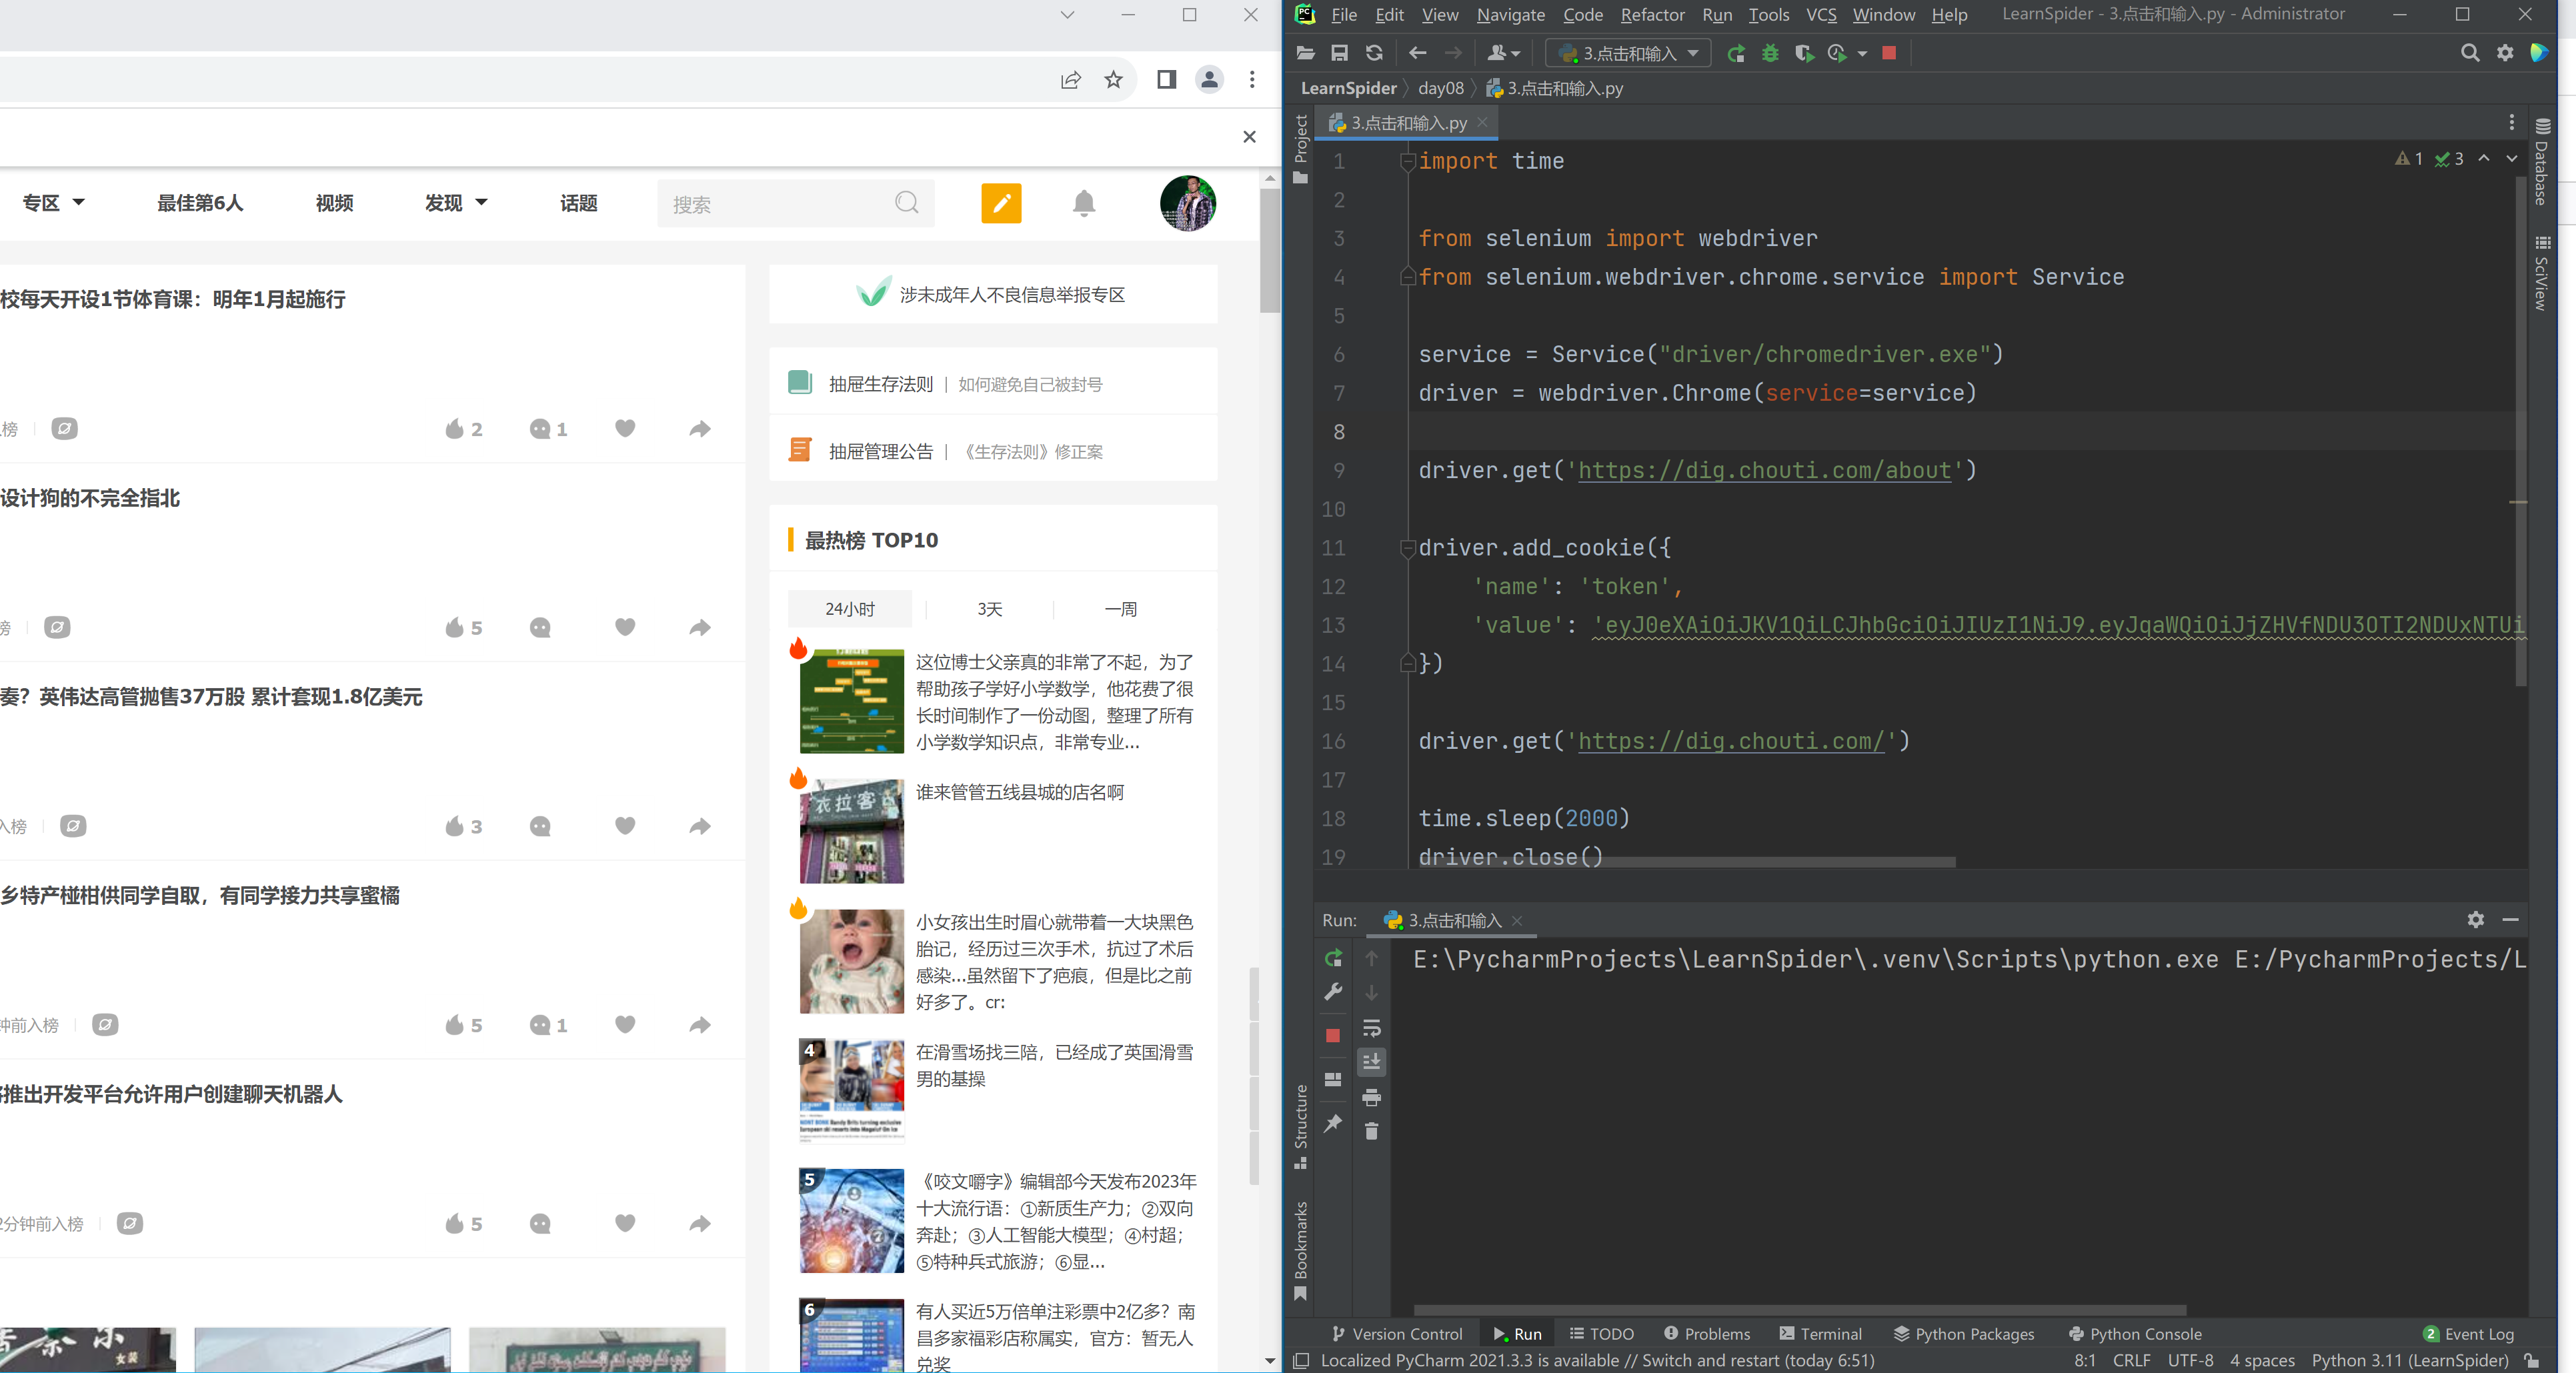 专区
最佳第6人
视频
发现
话题
搜索
校每天开设1节体育课：明年1月起施行
榜
2
1
设计狗的不完全指北
榜
5
奏？英伟达高管抛售37万股 累计套现1.8亿美元
入榜
3
乡特产椪柑供同学自取，有同学接力共享蜜橘
钟前入榜
5
1
推出开发平台允许用户创建聊天机器人
2分钟前入榜
5
女装
涉未成年人不良信息举报专区
抽屉生存法则 | 如何避免自己被封号
抽屉管理公告 | 《生存法则》修正案
最热榜 TOP10
24小时
3天
一周
这位博士父亲真的非常了不起，为了
帮助孩子学好小学数学，他花费了很
长时间制作了一份动图，整理了所有
小学数学知识点，非常专业...
衣拉客
谁来管管五线县城的店名啊
小女孩出生时眉心就带着一大块黑色
胎记，经历过三次手术，抗过了术后
感染...虽然留下了疤痕，但是比之前
好多了。cr:
4
在滑雪场找三陪，已经成了英国滑雪
男的基操
5
《咬文嚼字》编辑部今天发布2023年
十大流行语：①新质生产力；②双向
奔赴；③人工智能大模型；④村超；
⑤特种兵式旅游；⑥显...
6
有人买近5万倍单注彩票中2亿多？南
昌多家福彩店称属实，官方：暂无人
兑奖
PC
File Edit View Navigate Code Refactor Run Tools VCS Window Help
LearnSpider - 3.点击和输入.py - Administrator
3.点击和输入
LearnSpider
day08
3.点击和输入.py
3.点击和输入.py
Project
Database
SciView
1
3
1 import time
2
3 from selenium import webdriver
4 from selenium.webdriver.chrome.service import Service
5
6 service = Service("driver/chromedriver.exe")
7 driver = webdriver.Chrome(service=service)
8
9 driver.get('https://dig.chouti.com/about')
10
11 driver.add_cookie({
12 'name': 'token',
13 'value': 'eyJ0eXAiOiJKV1QiLCJhbGciOiJIUzI1NiJ9.eyJqaWQiOiJjZHVfNDU3OTI2NDUxNTUi
14 })
15
16 driver.get('https://dig.chouti.com/')
17
18 time.sleep(2000)
19 driver.close()
Run:
3.点击和输入
E:\PycharmProjects\LearnSpider\.venv\Scripts\python.exe E:/PycharmProjects/L
Structure
Bookmarks
Version Control
Run
TODO
Problems
Terminal
Python Packages
Python Console
2 Event Log
Localized PyCharm 2021.3.3 is available // Switch and restart (today 6:51)
8:1 CRLF UTF-8 4 spaces Python 3.11 (LearnSpider)